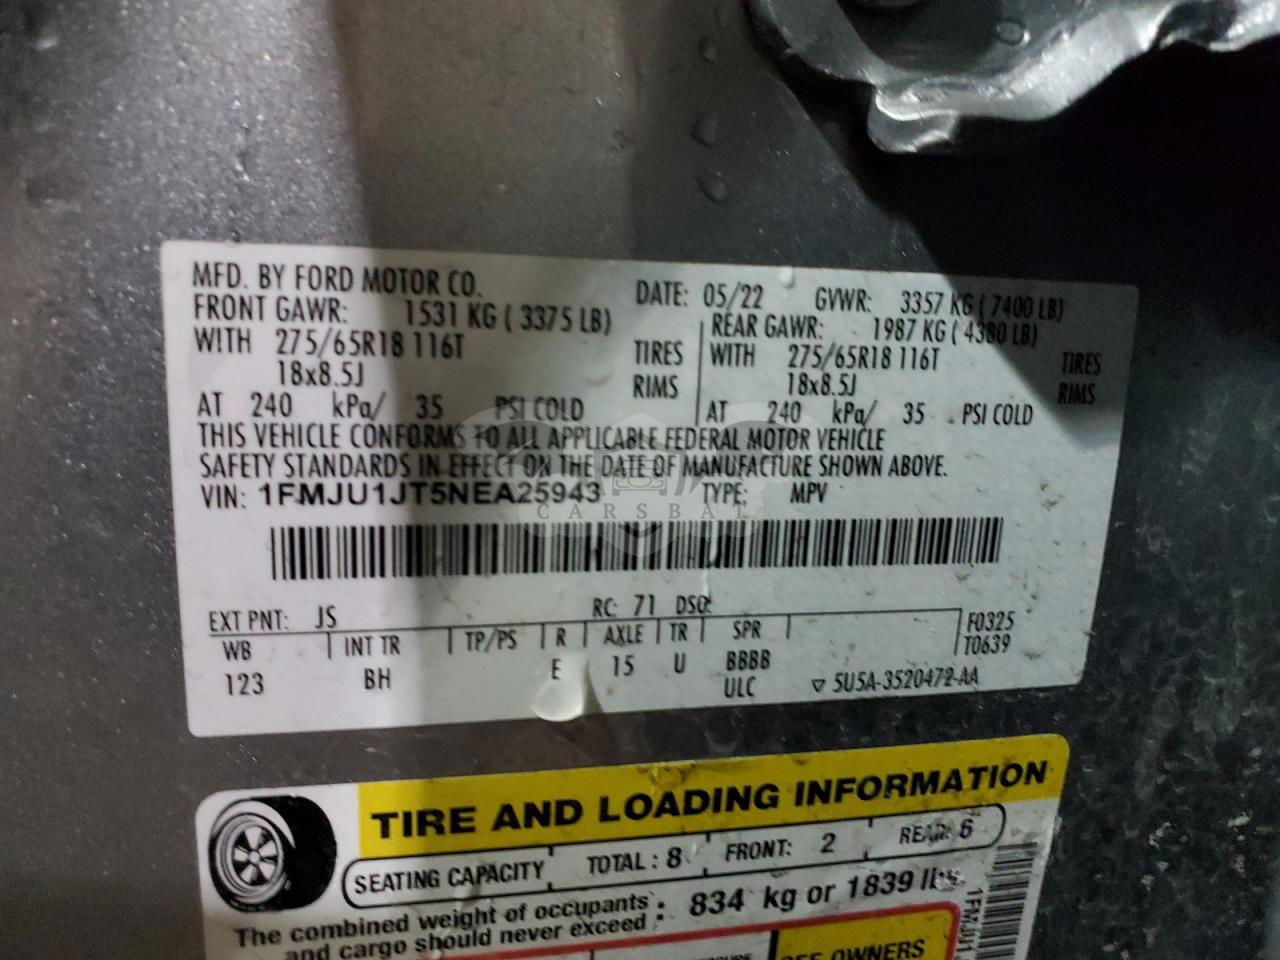 MFD. BY FORD MOTOR CO.
DATE: 05/22 GVWR: 3357 KG ( 7400 LB)
FRONT GAWR: 1531 KG ( 3375 LB) REAR GAWR: 1987 KG ( 4380 LB)
WITH 275/65R18 116T TIRES WITH 275/65R18 116T TIRES
18x8.5J RIMS 18x8.5J RIMS
AT 240 kPa/ 35 PSI COLD AT 240 kPa/ 35 PSI COLD
THIS VEHICLE CONFORMS TO ALL APPLICABLE FEDERAL MOTOR VEHICLE
SAFETY STANDARDS IN EFFECT ON THE DATE OF MANUFACTURE SHOWN ABOVE.
VIN: 1FMJU1JT5NEA25943 TYPE: MPV
CARSBAT
EXT PNT: JS RC: 71 DSO:
WB INT TR TP/PS R AXLE TR SPR F0325
T0639
123 BH E 15 U BBBB
ULC ▽ 5U5A-3520472-AA
TIRE AND LOADING INFORMATION
SEATING CAPACITY TOTAL : 8 FRONT: 2 REAR: 6
The combined weight of occupants : 834 kg or 1839 lbs.
and cargo should never exceed :
OWNERS
1FMJU1